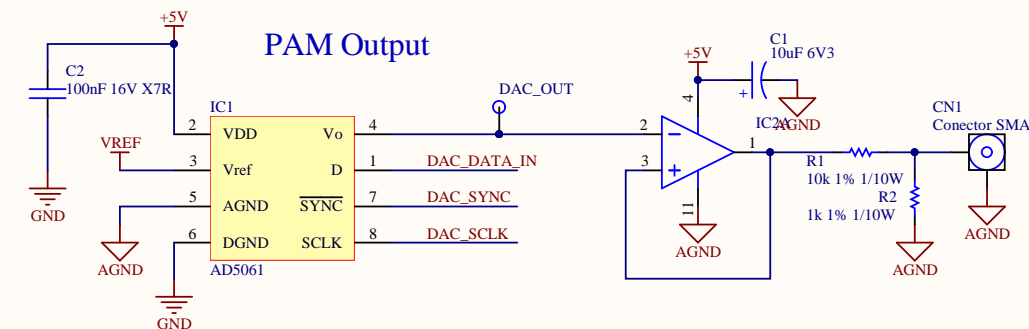 PAM Output
+5V
C2
100nF 16V X7R
GND
VREF
IC1
2 VDD Vo 4
3 Vref D 1
5 AGND SYNC 7
6 DGND SCLK 8
AD5061
AGND
GND
DAC_OUT
DAC_DATA_IN
DAC_SYNC
DAC_SCLK
+5V
C1
10uF 6V3
+
AGND
4
IC2A
2
3
1
11
AGND
R1
10k 1% 1/10W
R2
1k 1% 1/10W
AGND
CN1
Conector SMA
AGND